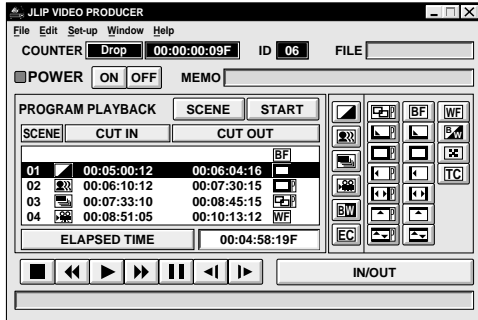 JLIP VIDEO PRODUCER
File Edit Set-up Window Help
COUNTER Drop 00:00:00:09F ID 06 FILE
POWER ON OFF MEMO
PROGRAM PLAYBACK SCENE START
SCENE CUT IN CUT OUT
BF
01 00:05:00:12 00:06:04:16
02 00:06:10:12 00:07:30:15 P
03 00:07:33:10 00:08:45:15 P
04 00:08:51:05 00:10:13:12 WF
ELAPSED TIME 00:04:58:19F
P BF WF
P B/W
BW P TC
EC P
IN/OUT